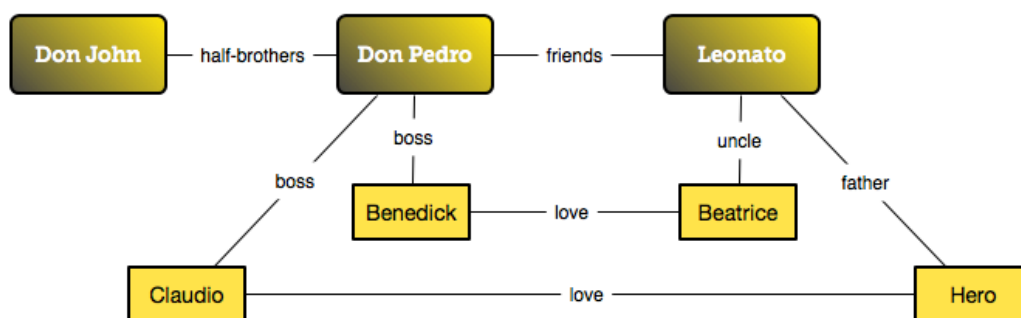 Don John
half-brothers
Don Pedro
friends
Leonato
boss
uncle
boss
father
Benedick
love
Beatrice
Claudio
love
Hero